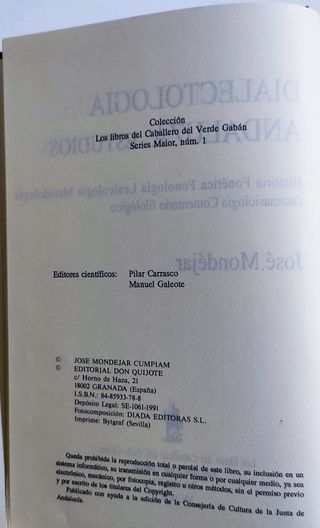 Colección
Los libros del Caballero del Verde Gabán
Series Maior, núm. 1
Editores científicos: Pilar Carrasco
Manuel Galeote
© JOSE MONDEJAR CUMPIAM
© EDITORIAL DON QUIJOTE
c/ Horno de Haza, 21
18002 GRANADA (España)
I.S.B.N.: 84-85933-78-8
Depósito Legal: SE-1061-1991
Fotocomposición: DIADA EDITORAS S.L.
Imprime: Bytgraf (Sevilla)
Queda prohibida la reproducción total o parcial de este libro, su inclusión en un
sistema informático, su transmisión en cualquier forma o por cualquier medio, ya sea
electrónico, mecánico, por fotocopia, registro u otros métodos, sin el permiso previo
y por escrito de los titulares del Copyright.
Publicado con ayuda a la edición de la Consejería de Cultura de la Junta de
Andalucía.